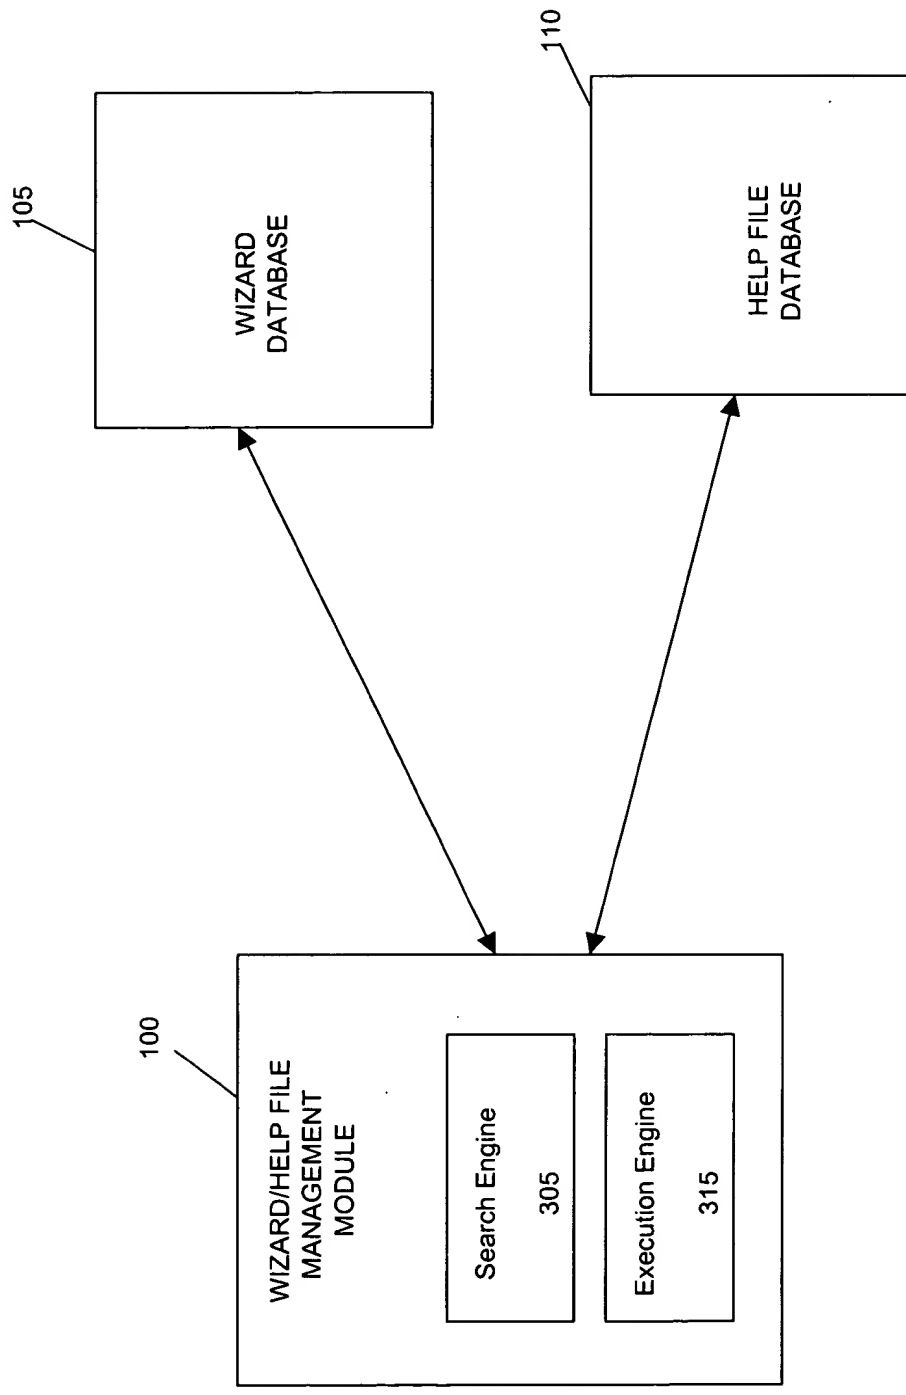 100
WIZARD/HELP FILE
MANAGEMENT
MODULE
Search Engine
305
Execution Engine
315
105
WIZARD
DATABASE
110
HELP FILE
DATABASE